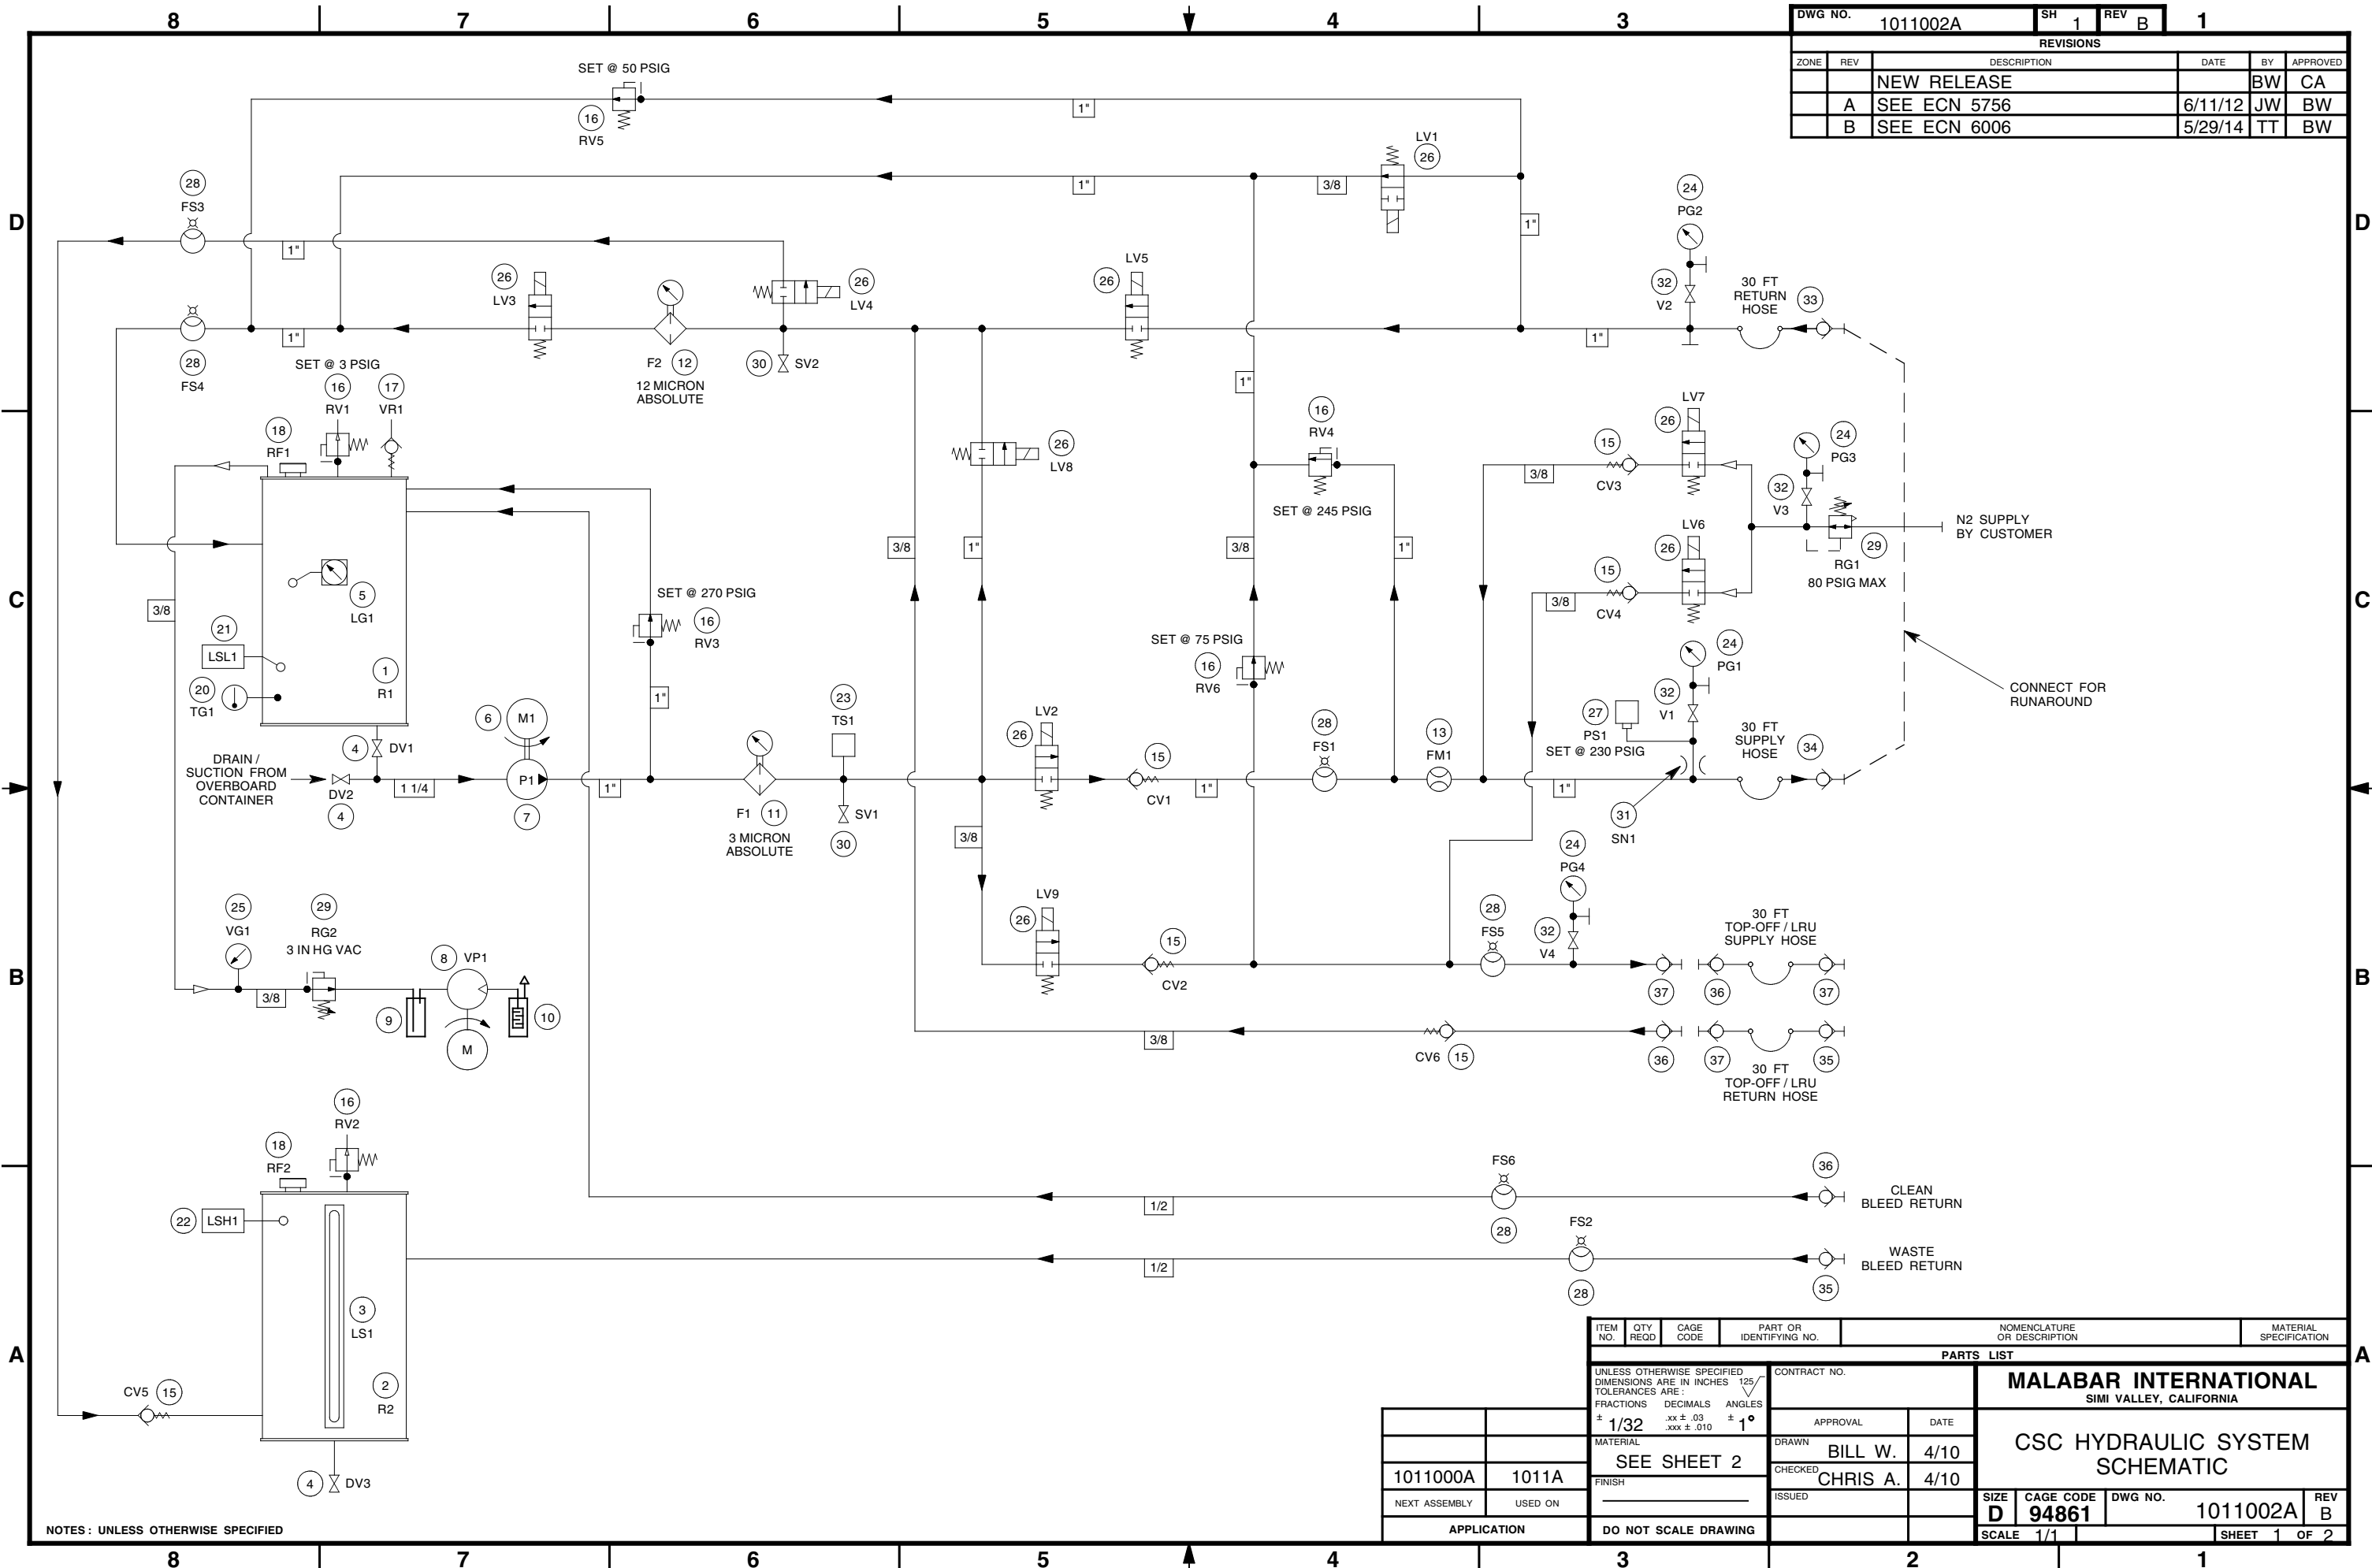 8 7 6 5 4 3 1
DWG NO. 1011002A SH 1 REV B
REVISIONS
ZONE REV DESCRIPTION DATE BY APPROVED
NEW RELEASE BW CA
A SEE ECN 5756 6/11/12 JW BW
B SEE ECN 6006 5/29/14 TT BW
SET @ 50 PSIG
16
RV5
1"
LV1
26
28
FS3
1"
3/8
24
PG2
D
D
1"
1"
26
LV3
26
LV4
LV5
26
32
V2
30 FT
RETURN
HOSE
33
1"
1"
28
FS4
SET @ 3 PSIG
16
RV1
17
VR1
F2 12
12 MICRON
ABSOLUTE
30 SV2
1"
18
RF1
16
RV4
SET @ 245 PSIG
26
LV8
LV7
26
15
CV3
3/8
24
PG3
32
V3
N2 SUPPLY
BY CUSTOMER
29
RG1
80 PSIG MAX
3/8
1"
3/8
1"
LV6
26
15
CV4
3/8
5
LG1
C
C
3/8
21
LSL1
SET @ 270 PSIG
16
RV3
1
R1
20
TG1
1"
SET @ 75 PSIG
16
RV6
24
PG1
32
V1
27
PS1
SET @ 230 PSIG
CONNECT FOR
RUNAROUND
4 DV1
6 M1
23
TS1
LV2
26
15
CV1
28
FS1
13
FM1
30 FT
SUPPLY
HOSE
34
DRAIN /
SUCTION FROM
OVERBOARD
CONTAINER
DV2
4
1 1/4
P1
7
1"
F1 11
3 MICRON
ABSOLUTE
SV1
30
1"
1"
31
SN1
3/8
24
PG4
25
VG1
29
RG2
3 IN HG VAC
8 VP1
LV9
26
15
CV2
28
FS5
32
V4
30 FT
TOP-OFF / LRU
SUPPLY HOSE
37 36 37
B
B
3/8
9
10
M
3/8
CV6 15
36 37 35
30 FT
TOP-OFF / LRU
RETURN HOSE
16
RV2
18
RF2
FS6
28
1/2
36
CLEAN
BLEED RETURN
22 LSH1
FS2
28
1/2
35
WASTE
BLEED RETURN
3
LS1
2
R2
CV5 15
4 DV3
A
A
ITEM NO. QTY REQD CAGE CODE PART OR IDENTIFYING NO. NOMENCLATURE OR DESCRIPTION MATERIAL SPECIFICATION
PARTS LIST
UNLESS OTHERWISE SPECIFIED
DIMENSIONS ARE IN INCHES 125
TOLERANCES ARE :
FRACTIONS DECIMALS ANGLES
± 1/32 .xx ± .03 ± 1°
.xxx ± .010
MATERIAL
SEE SHEET 2
FINISH
DO NOT SCALE DRAWING
CONTRACT NO.
APPROVAL DATE
DRAWN BILL W. 4/10
CHECKED CHRIS A. 4/10
ISSUED
MALABAR INTERNATIONAL
SIMI VALLEY, CALIFORNIA
CSC HYDRAULIC SYSTEM
SCHEMATIC
SIZE D CAGE CODE 94861 DWG NO. 1011002A REV B
SCALE 1/1 SHEET 1 OF 2
1011000A 1011A
NEXT ASSEMBLY USED ON
APPLICATION
NOTES : UNLESS OTHERWISE SPECIFIED
8 7 6 5 4 3 2 1